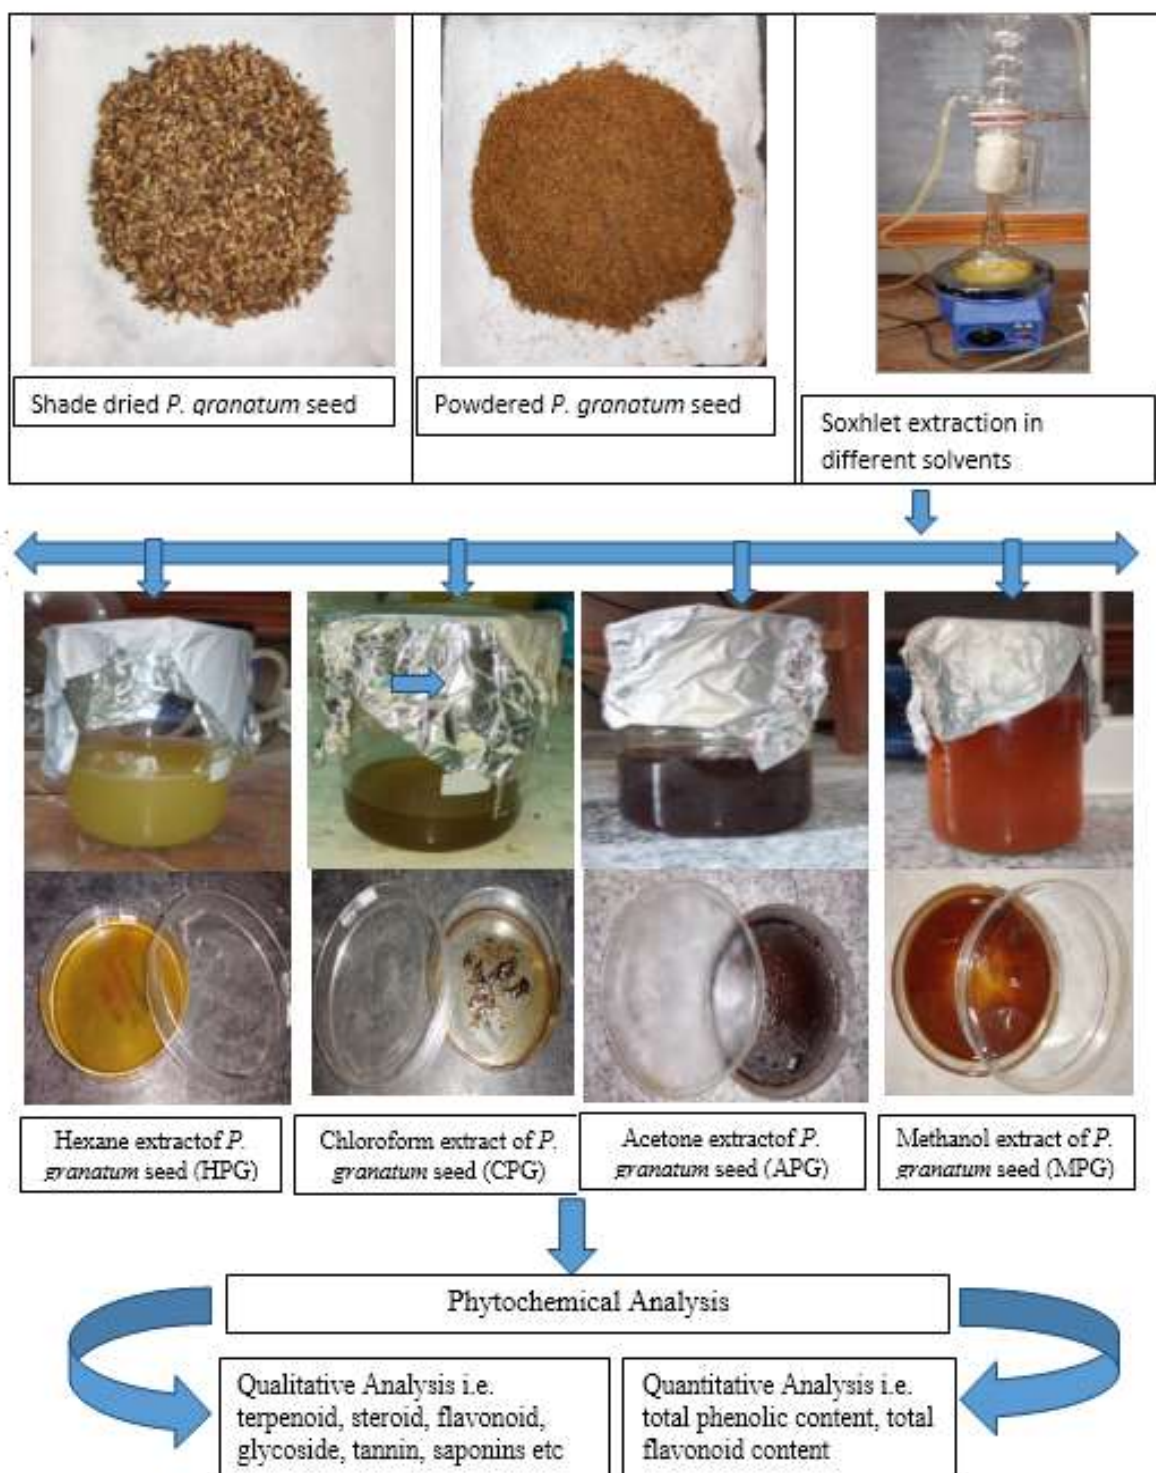 Shade dried P. granatum seed
Powdered P. granatum seed
Soxhlet extraction in
different solvents
Hexane extractof P.
granatum seed (HPG)
Chloroform extract of P.
granatum seed (CPG)
Acetone extractof P.
granatum seed (APG)
Methanol extract of P.
granatum seed (MPG)
Phytochemical Analysis
Qualitative Analysis i.e.
terpenoid, steroid, flavonoid,
glycoside, tannin, saponins etc
Quantitative Analysis i.e.
total phenolic content, total
flavonoid content